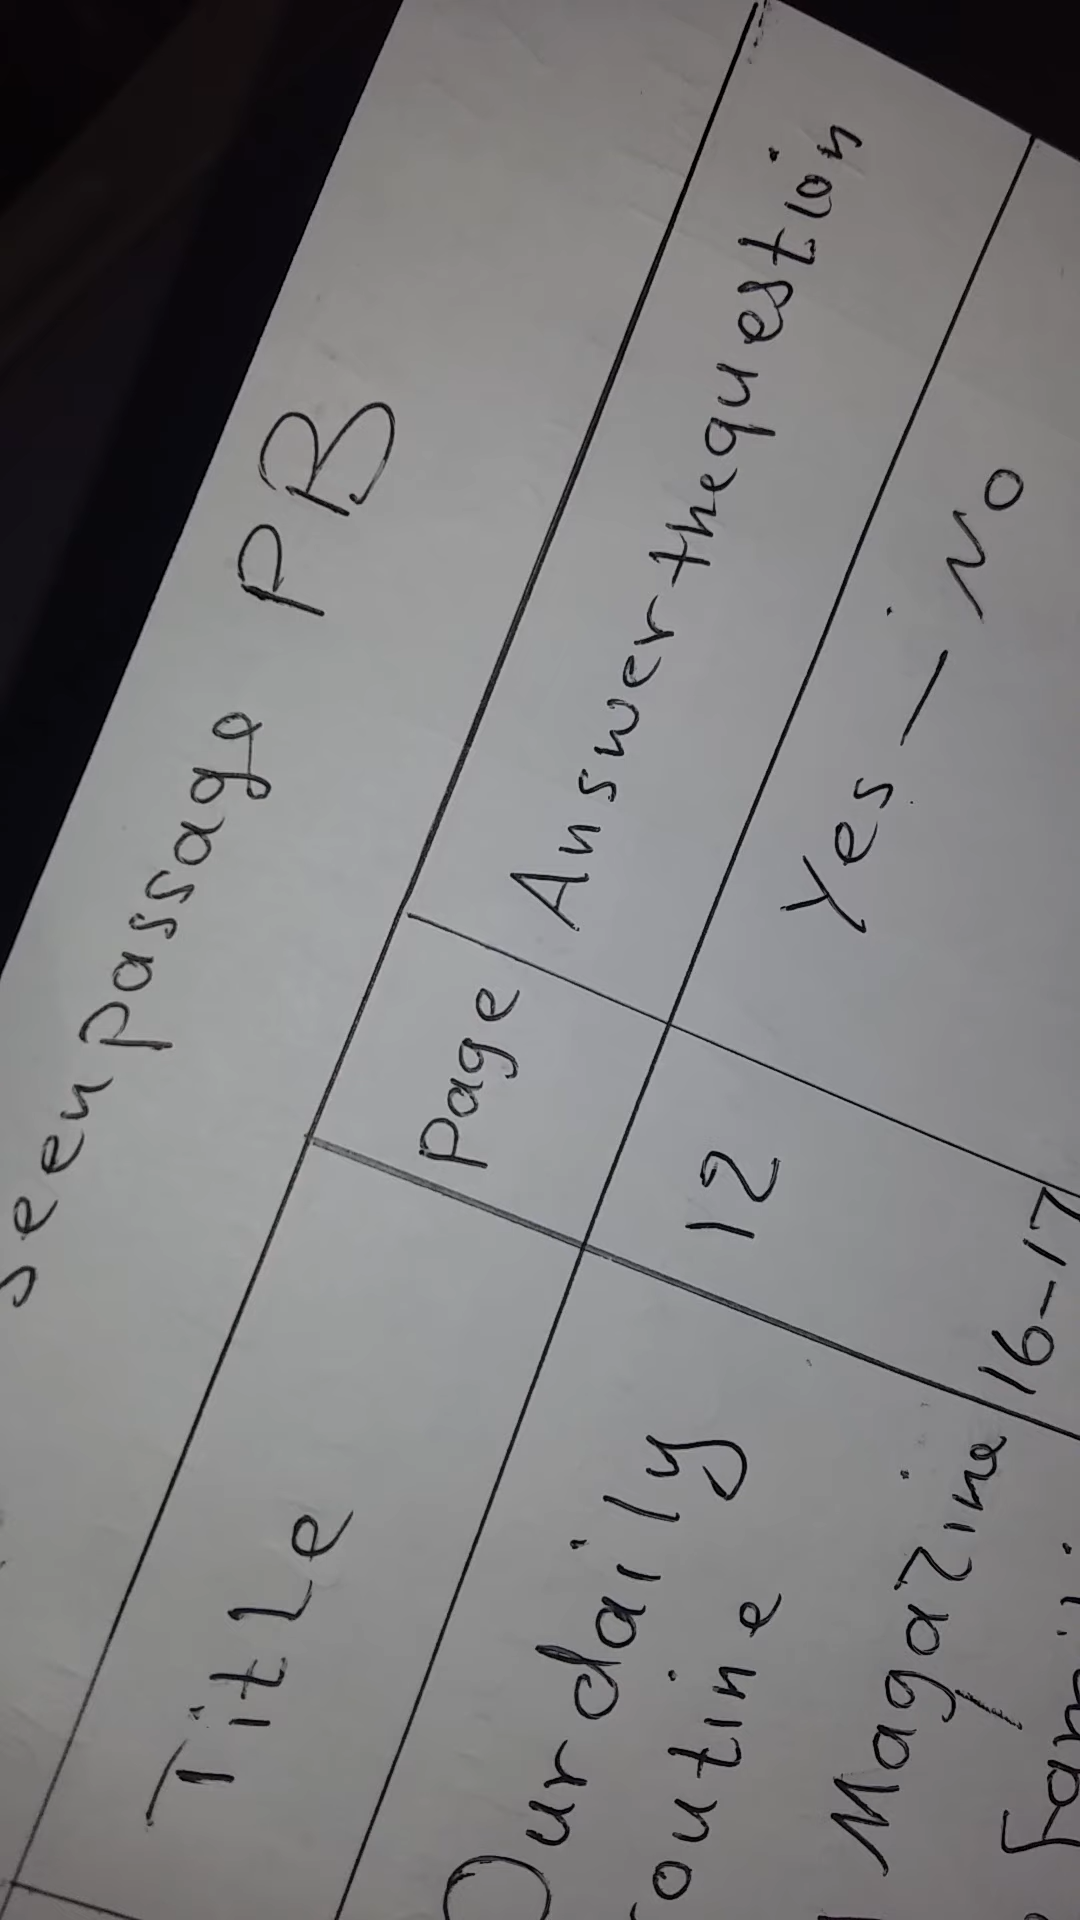 Seen passage PB
Title Page Answer the question
Our daily 12 Yes - No
routine
Magazine 16-17